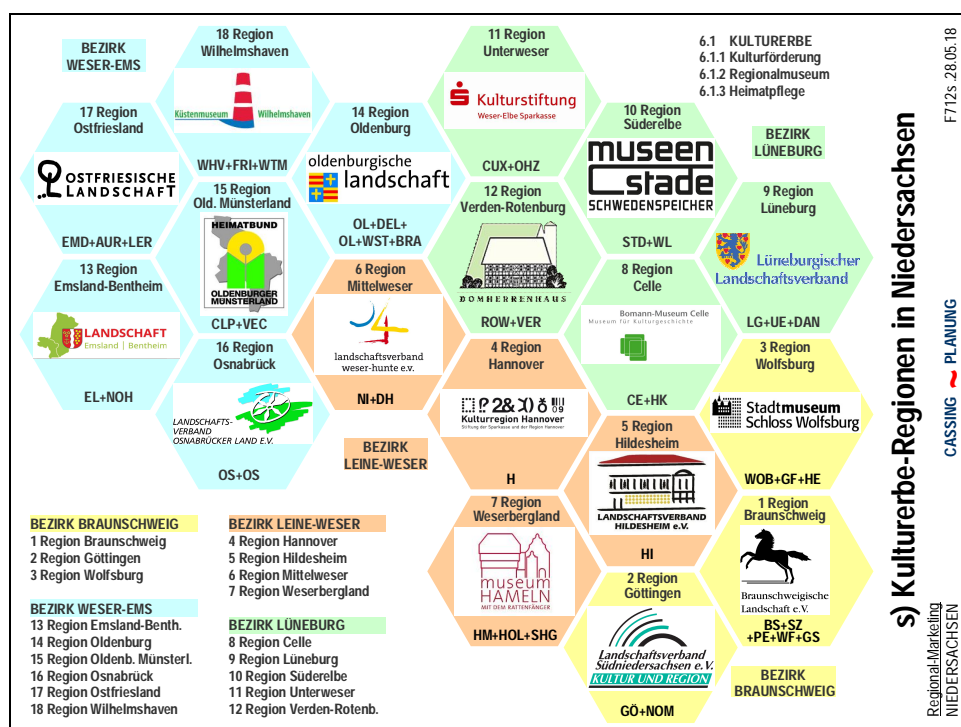 BEZIRK
WESER-EMS
18 Region
Wilhelmshaven
Küstenmuseum Wilhelmshaven
WHV+FRI+WTM
11 Region
Unterweser
Kulturstiftung
Weser-Elbe Sparkasse
CUX+OHZ
6.1 KULTURERBE
6.1.1 Kulturförderung
6.1.2 Regionalmuseum
6.1.3 Heimatpflege
17 Region
Ostfriesland
OSTFRIESISCHE
LANDSCHAFT
EMD+AUR+LER
14 Region
Oldenburg
oldenburgische
landschaft
OL+DEL+
OL+WST+BRA
10 Region
Süderelbe
museen
stade
SCHWEDENSPEICHER
STD+WL
BEZIRK
LÜNEBURG
15 Region
Old. Münsterland
HEIMATBUND
OLDENBURGER
MÜNSTERLAND
CLP+VEC
12 Region
Verden-Rotenburg
DOMHERRENHAUS
ROW+VER
9 Region
Lüneburg
Lüneburgischer
Landschaftsverband
LG+UE+DAN
13 Region
Emsland-Bentheim
LANDSCHAFT
Emsland | Bentheim
EL+NOH
6 Region
Mittelweser
landschaftsverband
weser-hunte e.v.
NI+DH
8 Region
Celle
Bomann-Museum Celle
Museum für Kulturgeschichte
CE+HK
16 Region
Osnabrück
LANDSCHAFTS-
VERBAND
OSNABRÜCKER LAND E.V.
OS+OS
4 Region
Hannover
Kulturregion Hannover
Stiftung der Sparkasse und der Region Hannover
H
3 Region
Wolfsburg
Stadtmuseum
Schloss Wolfsburg
WOB+GF+HE
BEZIRK
LEINE-WESER
5 Region
Hildesheim
LANDSCHAFTSVERBAND
HILDESHEIM e.V.
HI
7 Region
Weserbergland
museum
HAMELN
MIT DEM RATTENFÄNGER
HM+HOL+SHG
1 Region
Braunschweig
Braunschweigische
Landschaft e.V.
BS+SZ
+PE+WF+GS
2 Region
Göttingen
Landschaftsverband
Südniedersachsen e.V.
KULTUR UND REGION
GÖ+NOM
BEZIRK
BRAUNSCHWEIG
BEZIRK BRAUNSCHWEIG
1 Region Braunschweig
2 Region Göttingen
3 Region Wolfsburg
BEZIRK WESER-EMS
13 Region Emsland-Benth.
14 Region Oldenburg
15 Region Oldenb. Münsterl.
16 Region Osnabrück
17 Region Ostfriesland
18 Region Wilhelmshaven
BEZIRK LEINE-WESER
4 Region Hannover
5 Region Hildesheim
6 Region Mittelweser
7 Region Weserbergland
BEZIRK LÜNEBURG
8 Region Celle
9 Region Lüneburg
10 Region Süderelbe
11 Region Unterweser
12 Region Verden-Rotenb.
s) Kulturerbe-Regionen in Niedersachsen
Regional-Marketing
NIEDERSACHSEN
CASSING ~ PLANUNG
F712s .28.05.18